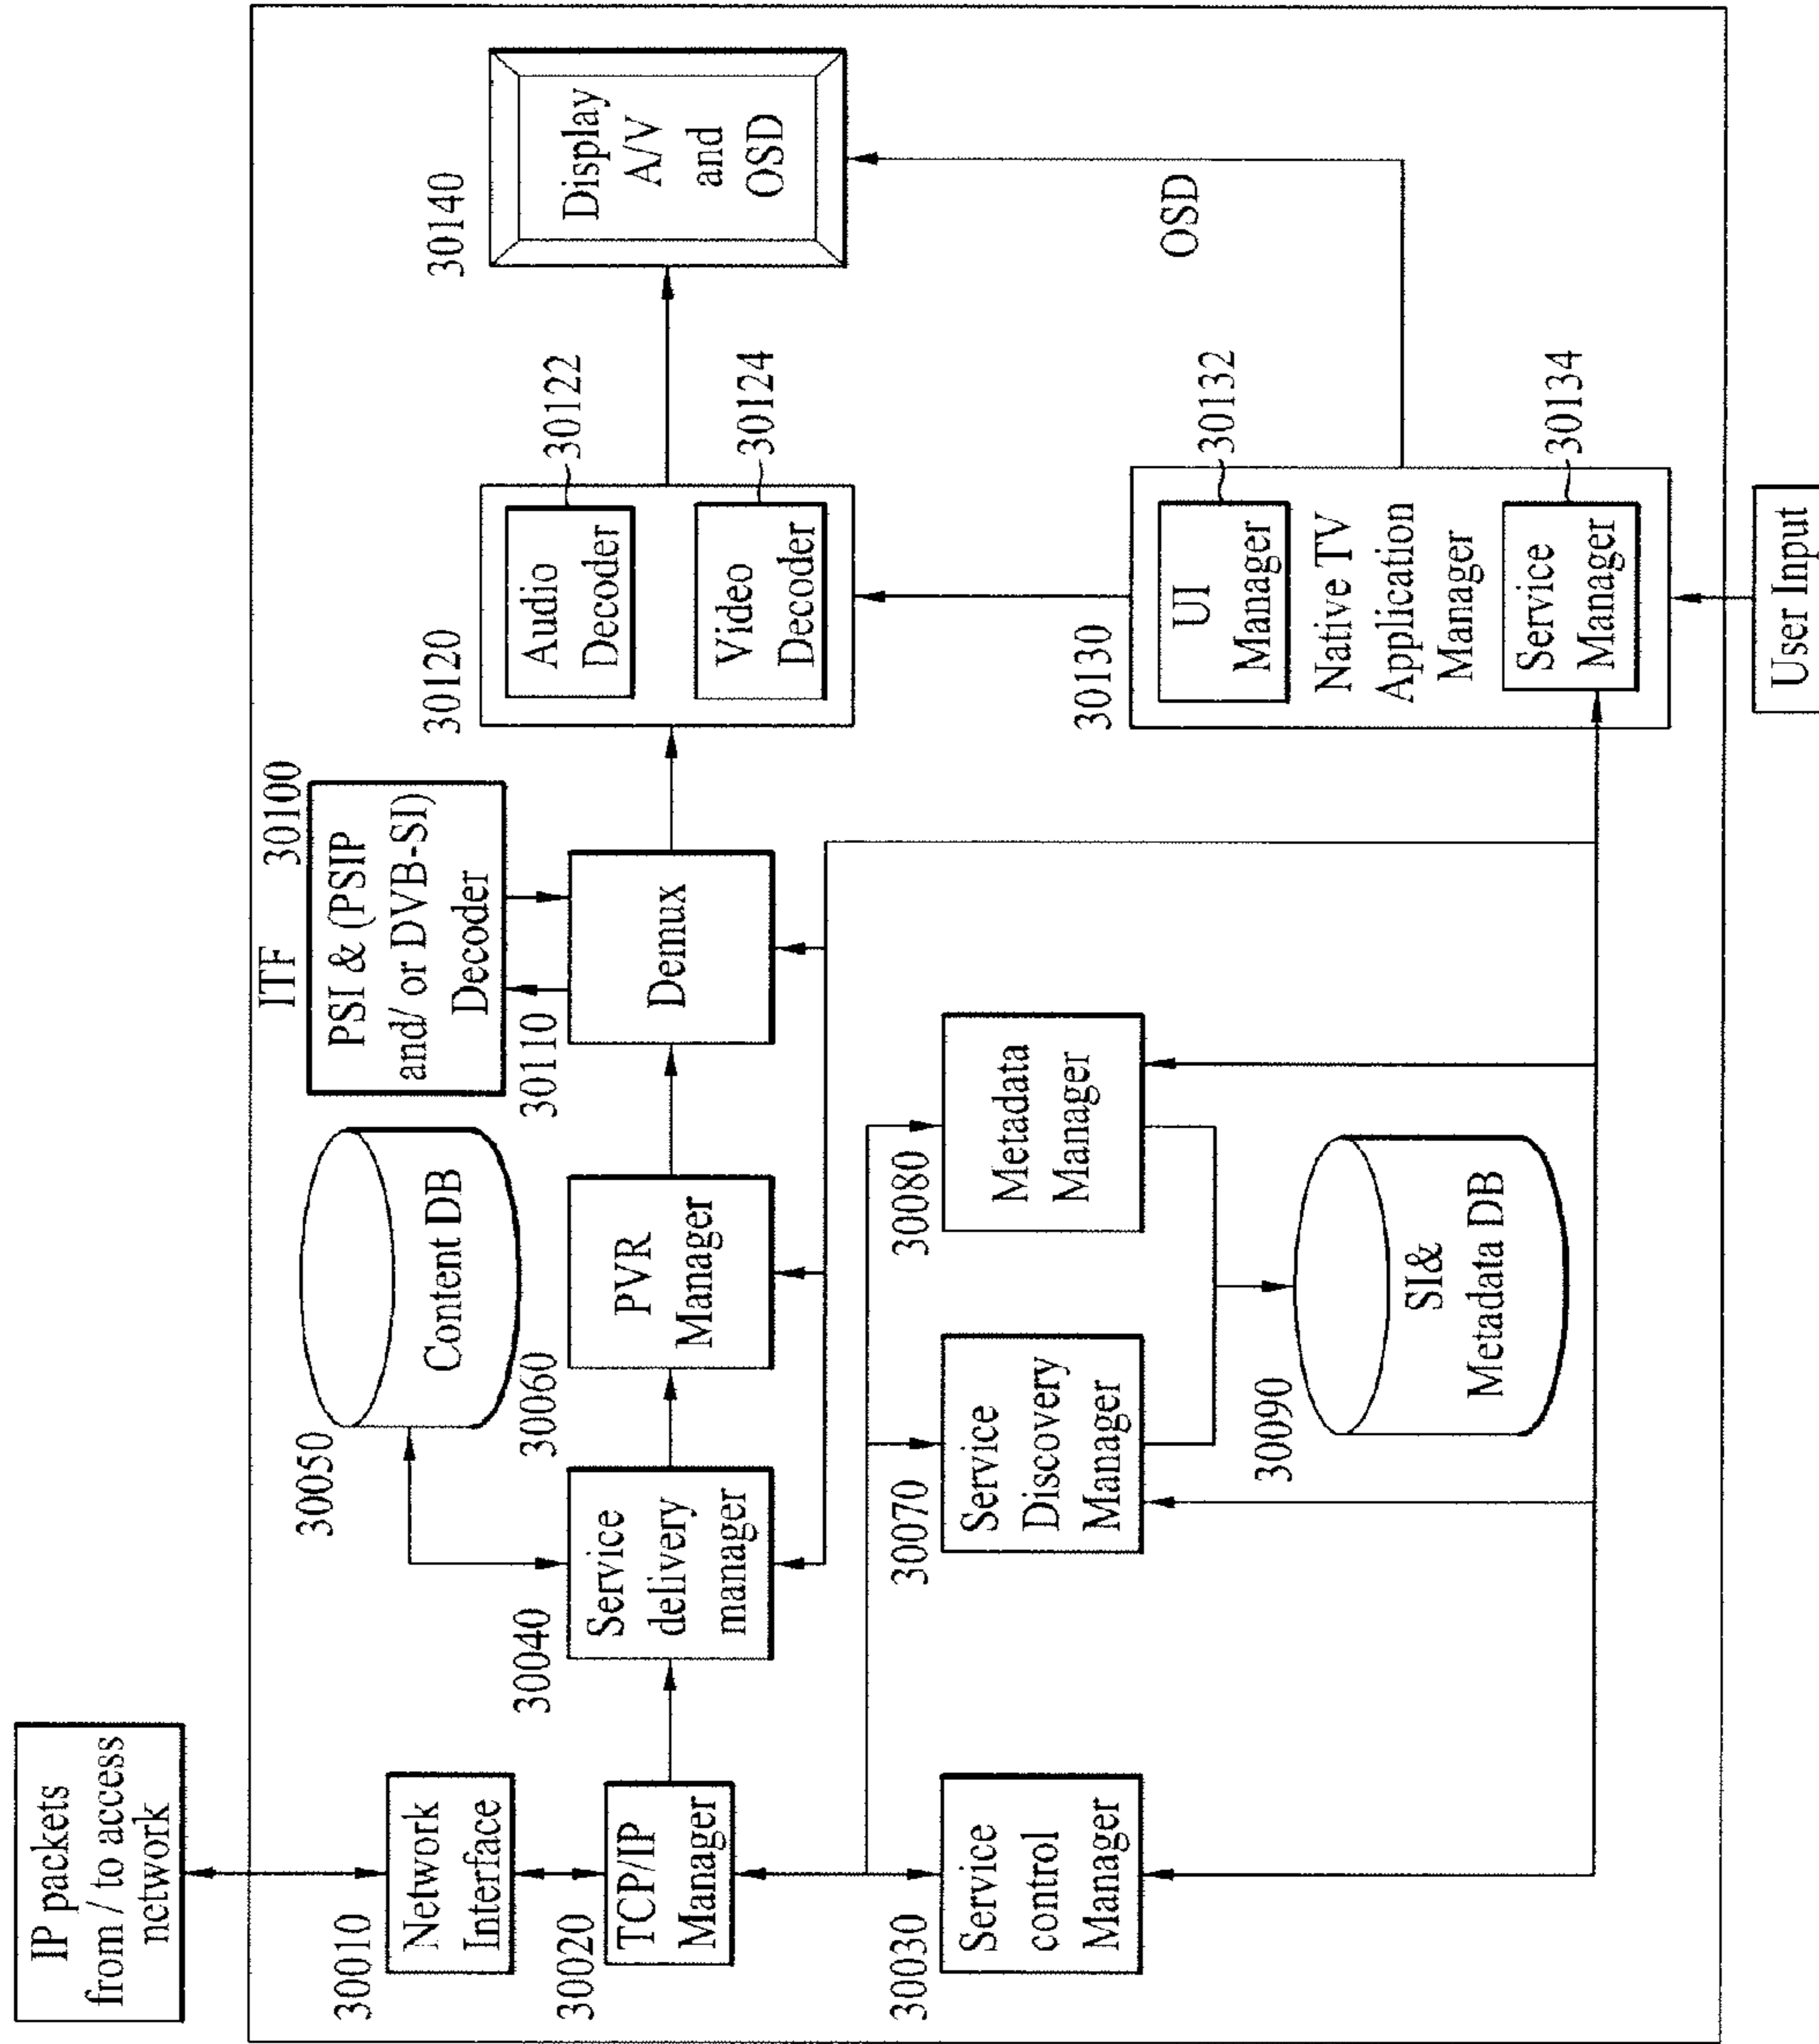 IP packets
from / to access
network
ITF
30010
Network
Interface
30020
TCP/IP
Manager
30030
Service
control
Manager
30040
Service
delivery
manager
30050
Content DB
30060
PVR
Manager
30070
Service
Discovery
Manager
30080
Metadata
Manager
30090
SI&
Metadata DB
30100
PSI & (PSIP
and/ or DVB-SI)
Decoder
30110
Demux
30120
Audio
Decoder
30122
Video
Decoder
30124
30130
UI
Manager
30132
Native TV
Application
Manager
Service
Manager
30134
30140
Display
A/V
and
OSD
OSD
User Input